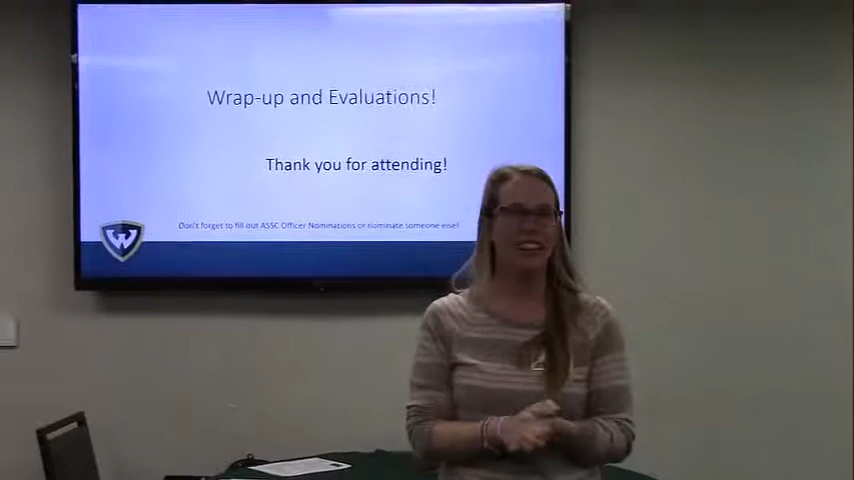 Wrap-up and Evaluations!
Thank you for attending!
Don't forget to fill out ASSC Officer Nominations or nominate someone else!
W